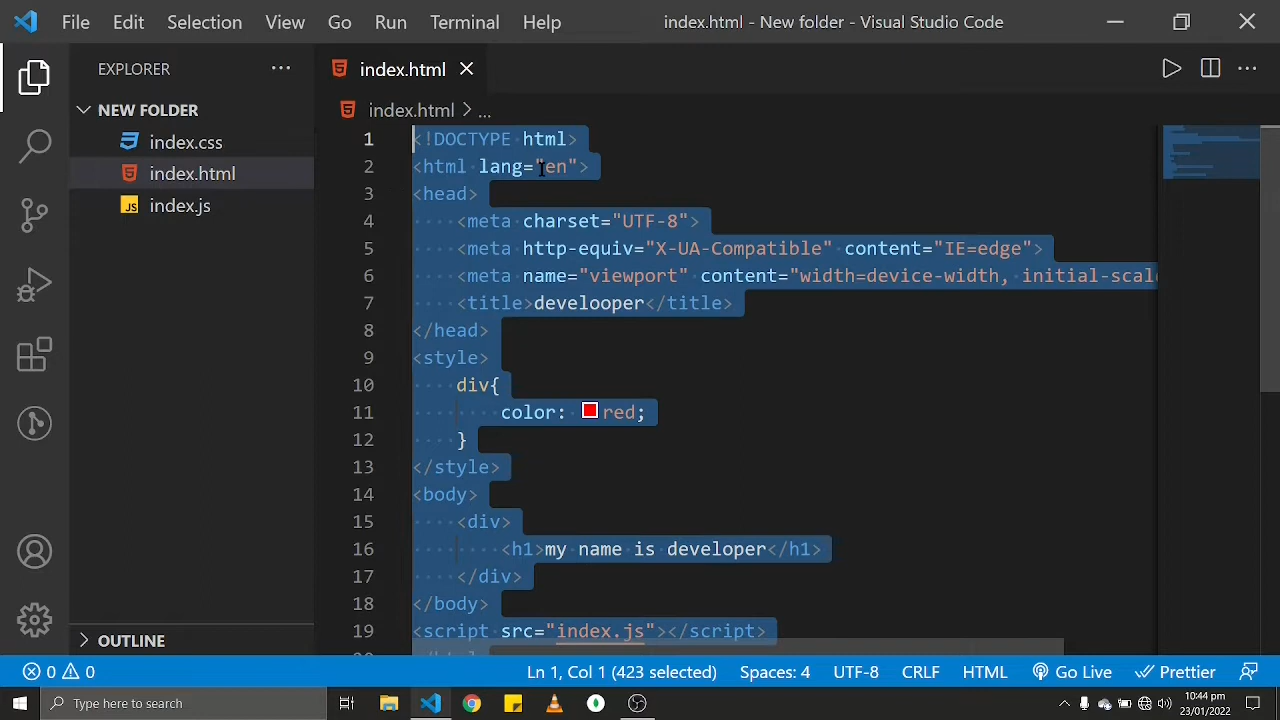 File Edit Selection View Go Run Terminal Help index.html - New folder - Visual Studio Code
EXPLORER
NEW FOLDER
index.css
index.html
index.js
OUTLINE
index.html
index.html > ...
1 <!DOCTYPE html>
2 <html lang="en">
3 <head>
4 <meta charset="UTF-8">
5 <meta http-equiv="X-UA-Compatible" content="IE=edge">
6 <meta name="viewport" content="width=device-width, initial-scale
7 <title>develooper</title>
8 </head>
9 <style>
10 div{
11 color: red;
12 }
13 </style>
14 <body>
15 <div>
16 <h1>my name is developer</h1>
17 </div>
18 </body>
19 <script src="index.js"></script>
0 0 Ln 1, Col 1 (423 selected) Spaces: 4 UTF-8 CRLF HTML Go Live Prettier
Type here to search
10:44 pm
23/01/2022